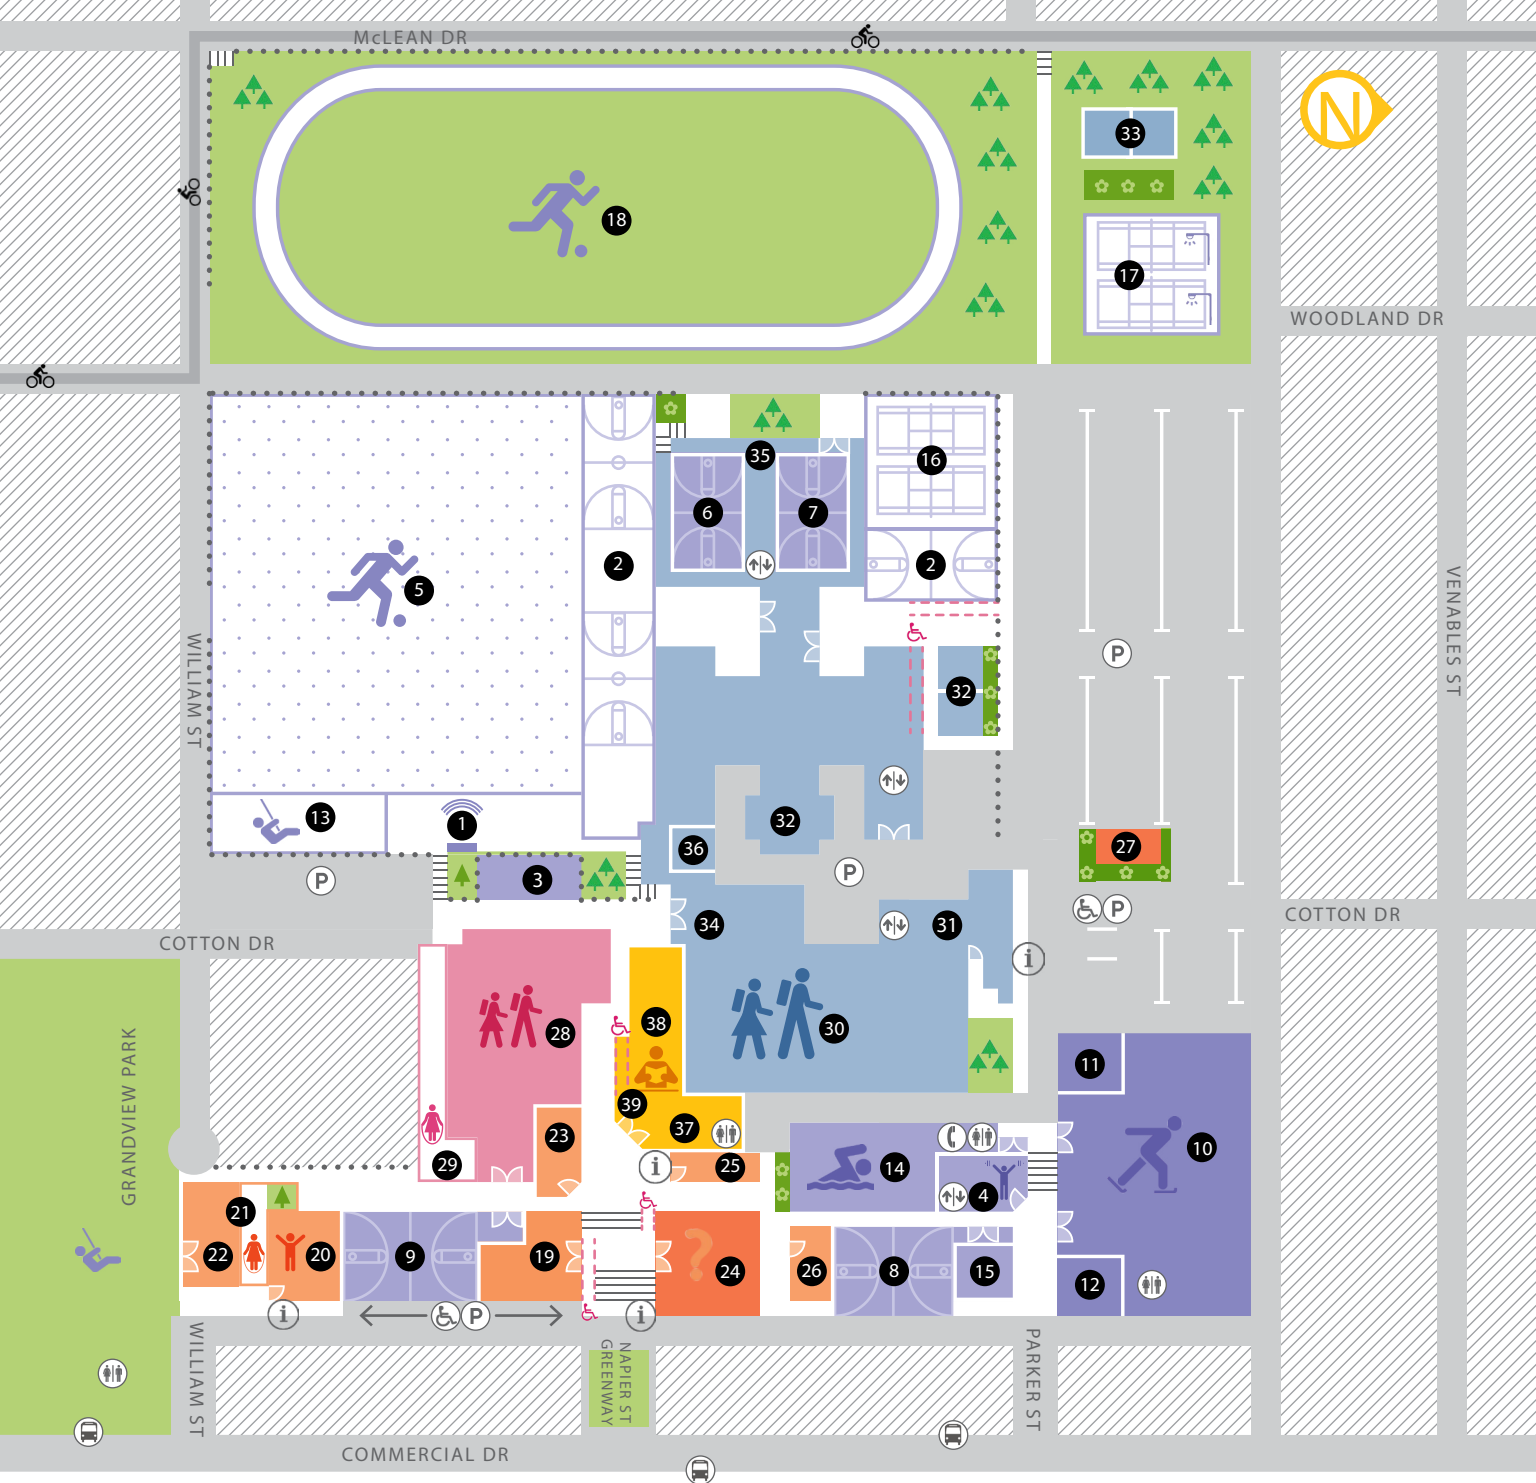 McLEAN DR
N
33
18
17
WOODLAND DR
35
16
6
7
2
2
5
VENABLES ST
WILLIAM ST
P
32
13
1
32
27
36
3
P
P
P
34
31
COTTON DR
COTTON DR
i
38
28
30
11
GRANDVIEW PARK
39
37
23
10
29
i
25
14
4
21
22
20
9
19
24
26
8
15
12
i
P
i
WILLIAM ST
NAPIER ST
GREENWAY
PARKER ST
COMMERCIAL DR